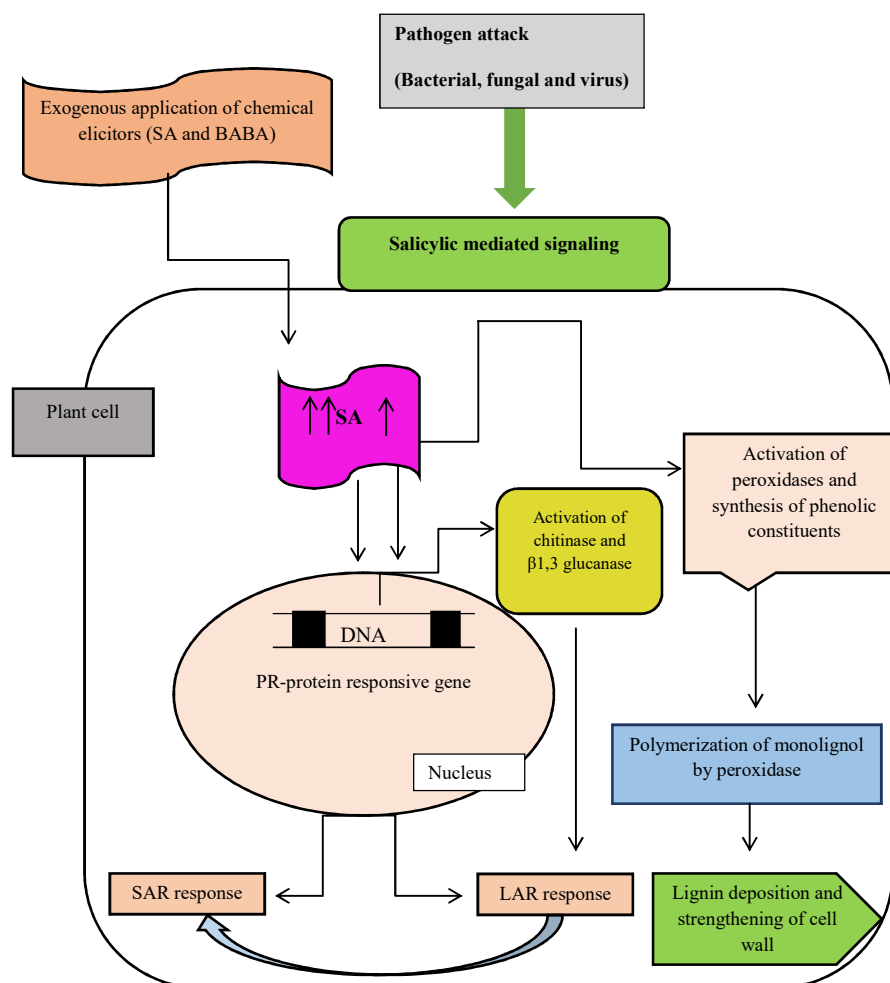 Pathogen attack
(Bacterial, fungal and virus)
Exogenous application of chemical
elicitors (SA and BABA)
Salicylic mediated signaling
Plant cell
SA
Activation of
peroxidases and
synthesis of phenolic
constituents
Activation of
chitinase and
β1,3 glucanase
DNA
PR-protein responsive gene
Nucleus
Polymerization of monolignol
by peroxidase
SAR response
LAR response
Lignin deposition and
strengthening of cell
wall